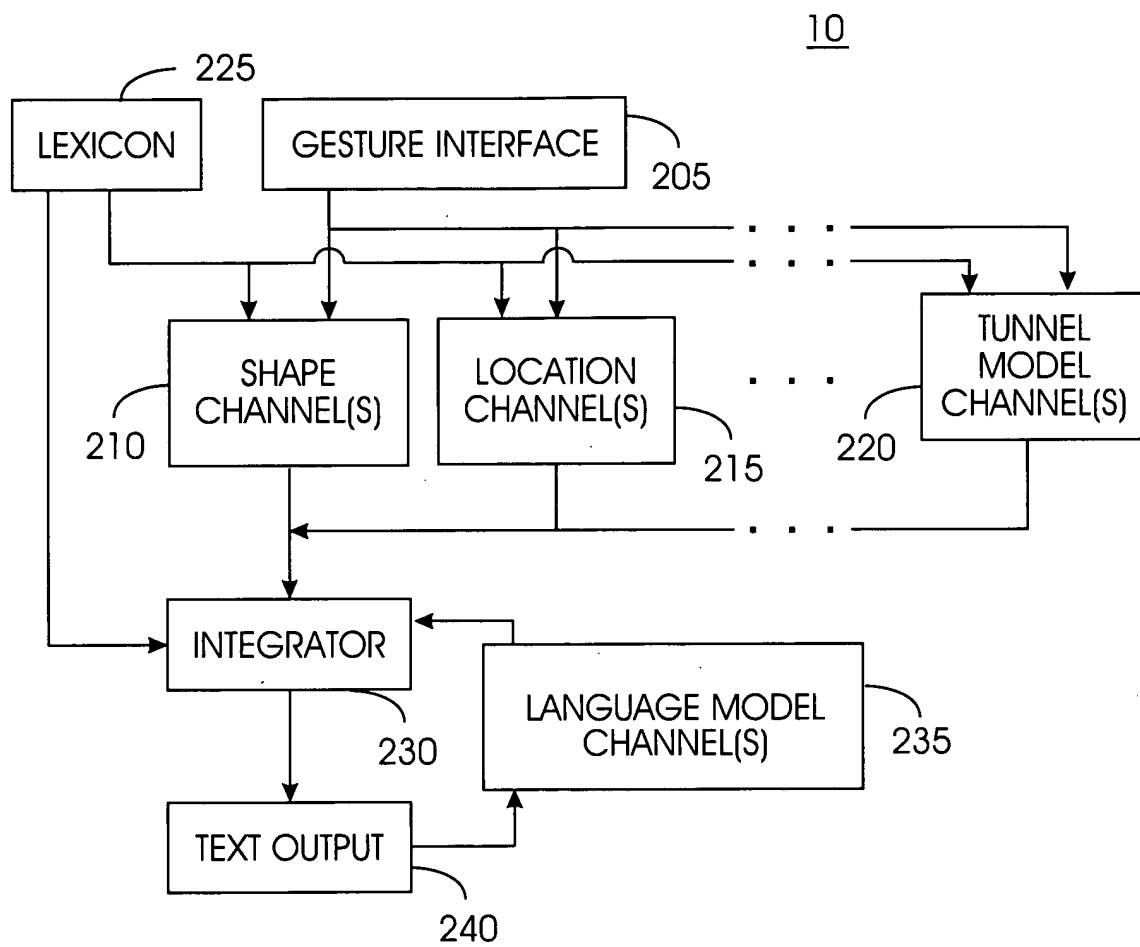 10
225
LEXICON
GESTURE INTERFACE
205
. . .
. . .
SHAPE
CHANNEL(S)
210
LOCATION
CHANNEL(S)
215
. . .
TUNNEL
MODEL
CHANNEL(S)
220
. . .
INTEGRATOR
230
LANGUAGE MODEL
CHANNEL(S)
235
TEXT OUTPUT
240